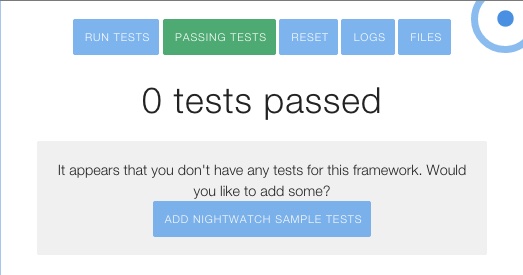 RUN TESTS PASSING TESTS RESET LOGS FILES
0 tests passed
It appears that you don't have any tests for this framework. Would
you like to add some?
ADD NIGHTWATCH SAMPLE TESTS